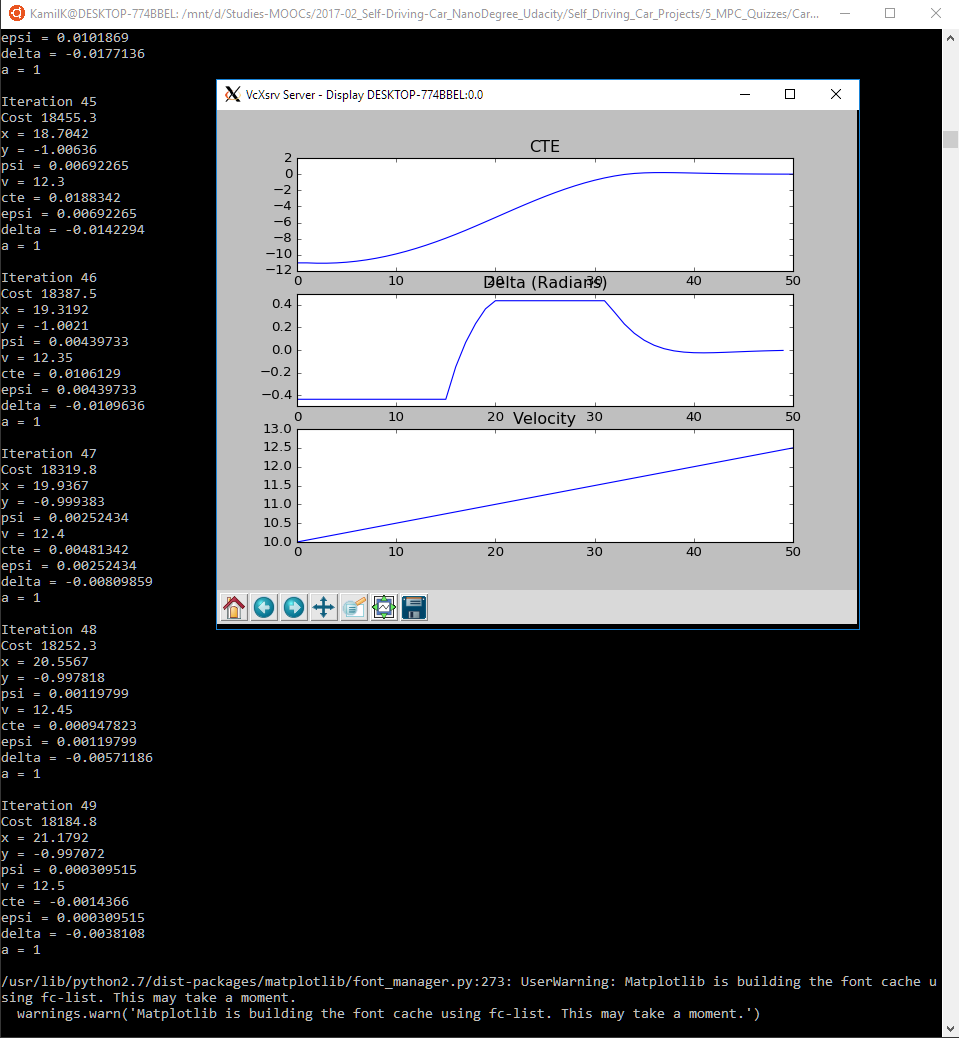 KamilK@DESKTOP-774BBEL: /mnt/d/Studies-MOOCs/2017-02_Self-Driving-Car_NanoDegree_Udacity/Self_Driving_Car_Projects/5_MPC_Quizzes/Car...
epsi = 0.0101869
delta = -0.0177136
a = 1
Iteration 45
Cost 18455.3
x = 18.7042
y = -1.00636
psi = 0.00692265
v = 12.3
cte = 0.0188342
epsi = 0.00692265
delta = -0.0142294
a = 1
Iteration 46
Cost 18387.5
x = 19.3192
y = -1.0021
psi = 0.00439733
v = 12.35
cte = 0.0106129
epsi = 0.00439733
delta = -0.0109636
a = 1
Iteration 47
Cost 18319.8
x = 19.9367
y = -0.999383
psi = 0.00252434
v = 12.4
cte = 0.00481342
epsi = 0.00252434
delta = -0.00809859
a = 1
Iteration 48
Cost 18252.3
x = 20.5567
y = -0.997818
psi = 0.00119799
v = 12.45
cte = 0.000947823
epsi = 0.00119799
delta = -0.00571186
a = 1
Iteration 49
Cost 18184.8
x = 21.1792
y = -0.997072
psi = 0.000309515
v = 12.5
cte = -0.0014366
epsi = 0.000309515
delta = -0.0038108
a = 1
/usr/lib/python2.7/dist-packages/matplotlib/font_manager.py:273: UserWarning: Matplotlib is building the font cache u
sing fc-list. This may take a moment.
warnings.warn('Matplotlib is building the font cache using fc-list. This may take a moment.')
VcXsrv Server - Display DESKTOP-774BBEL:0.0
CTE
2
0
−2
−4
−6
−8
−10
−12
0 10 20 30 40 50
Delta (Radians)
0.4
0.2
0.0
−0.2
−0.4
0 10 20 30 40 50
Velocity
13.0
12.5
12.0
11.5
11.0
10.5
10.0
0 10 20 30 40 50